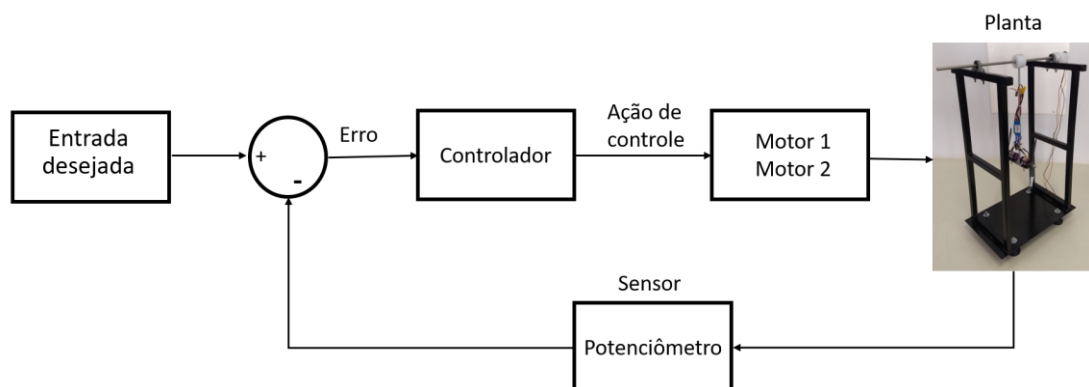 Planta
Entrada
desejada
+
-
Erro
Controlador
Ação de
controle
Motor 1
Motor 2
Sensor
Potenciômetro